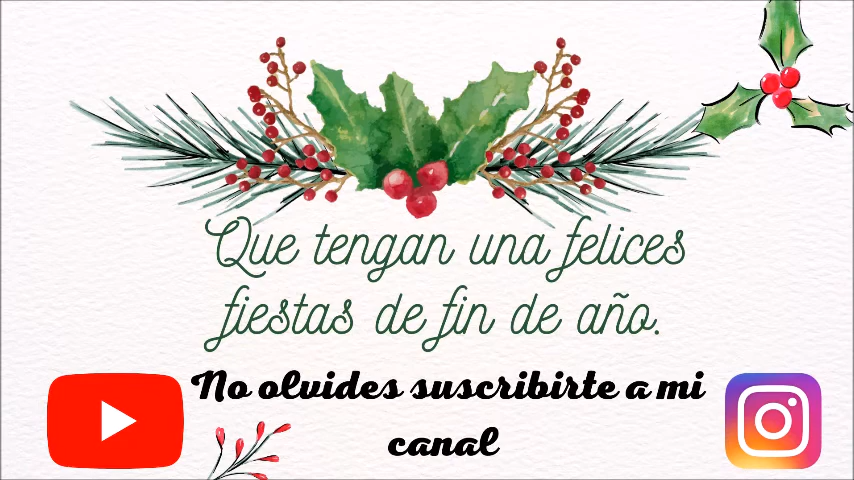 Que tengan una felices
fiestas de fin de año.
No olvides suscribirte a mi
canal